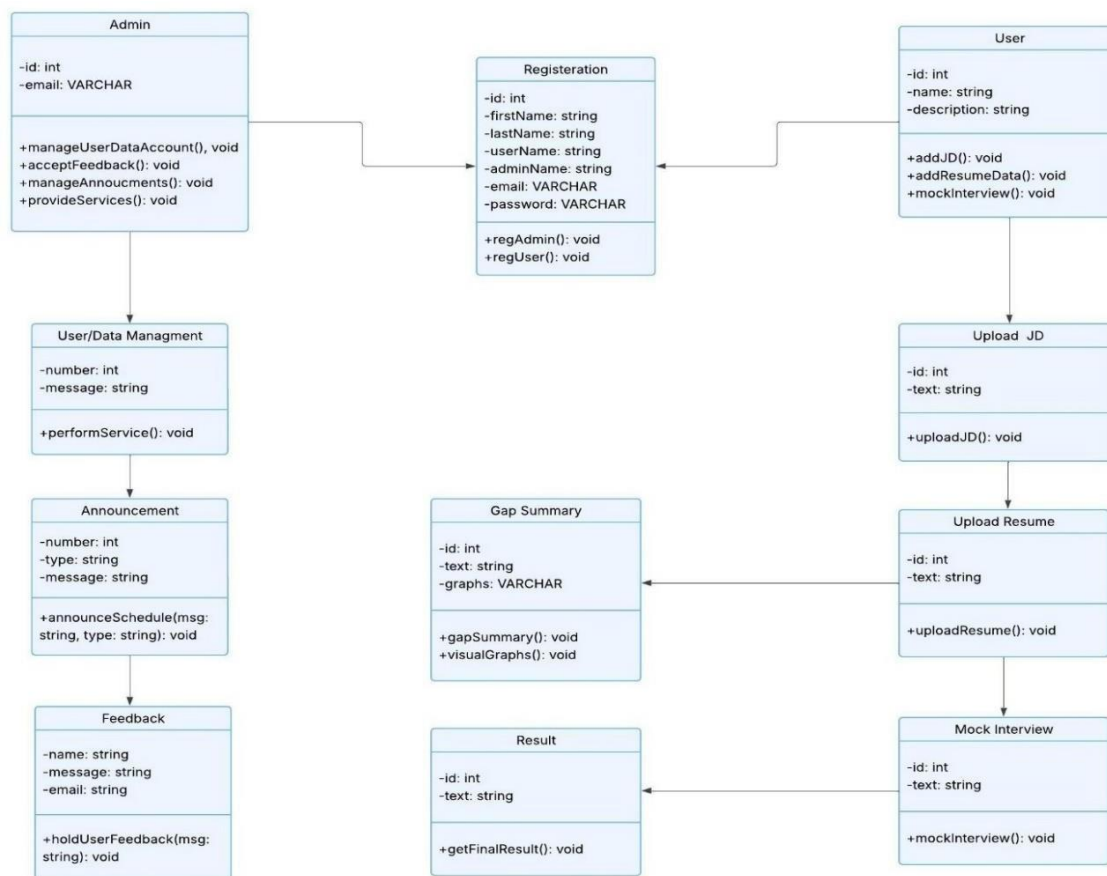 Admin
-id: int
-email: VARCHAR
+manageUserDataAccount(), void
+acceptFeedback(): void
+manageAnnoucments(): void
+provideServices(): void
Registeration
-id: int
-firstName: string
-lastName: string
-userName: string
-adminName: string
-email: VARCHAR
-password: VARCHAR
+regAdmin(): void
+regUser(): void
User
-id: int
-name: string
-description: string
+addJD(): void
+addResumeData(): void
+mockInterview(): void
User/Data Managment
-number: int
-message: string
+performService(): void
Upload JD
-id: int
-text: string
+uploadJD(): void
Announcement
-number: int
-type: string
-message: string
+announceSchedule(msg:
string, type: string): void
Gap Summary
-id: int
-text: string
-graphs: VARCHAR
+gapSummary(): void
+visualGraphs(): void
Upload Resume
-id: int
-text: string
+uploadResume(): void
Feedback
-name: string
-message: string
-email: string
+holdUserFeedback(msg:
string): void
Result
-id: int
-text: string
+getFinalResult(): void
Mock Interview
-id: int
-text: string
+mockInterview(): void